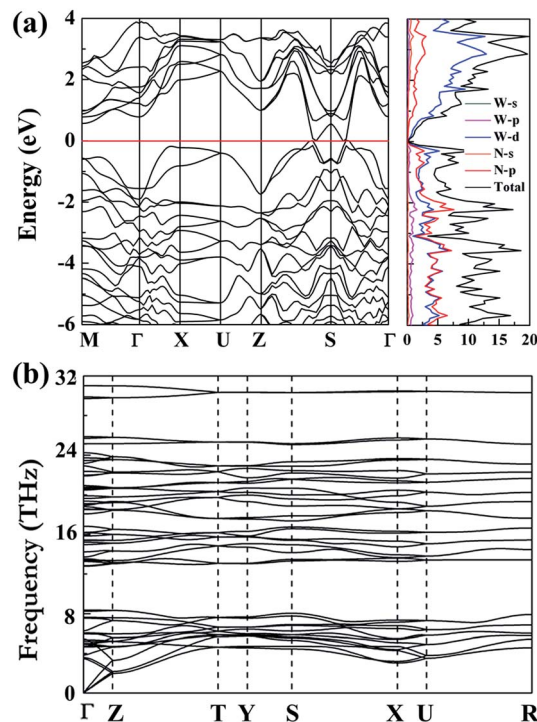 (a)
Energy (eV)
4
2
0
-2
-4
-6
M Γ X U Z S Γ
W-s
W-p
W-d
N-s
N-p
Total
0 5 10 15 20
(b)
Frequency (THz)
32
24
16
8
0
Γ Z T Y S X U R